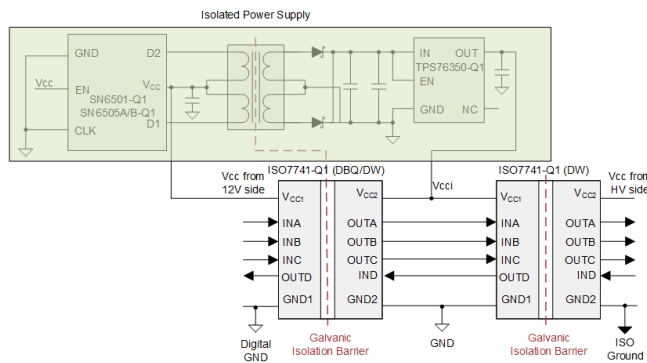 Isolated Power Supply
GND
D2
Vcc
EN
VCC
SN6501-Q1
SN6505A/B-Q1
D1
CLK
IN
OUT
TPS76350-Q1
EN
GND
NC
ISO7741-Q1 (DBQ/DW)
ISO7741-Q1 (DW)
Vcc from
12V side
Vcci
Vcc from
HV side
VCC1
VCC2
INA
OUTA
INB
OUTB
INC
OUTC
OUTD
IND
GND1
GND2
VCC1
VCC2
INA
OUTA
INB
OUTB
INC
OUTC
OUTD
IND
GND1
GND2
Digital
GND
Galvanic
Isolation Barrier
GND
Galvanic
Isolation Barrier
ISO
Ground